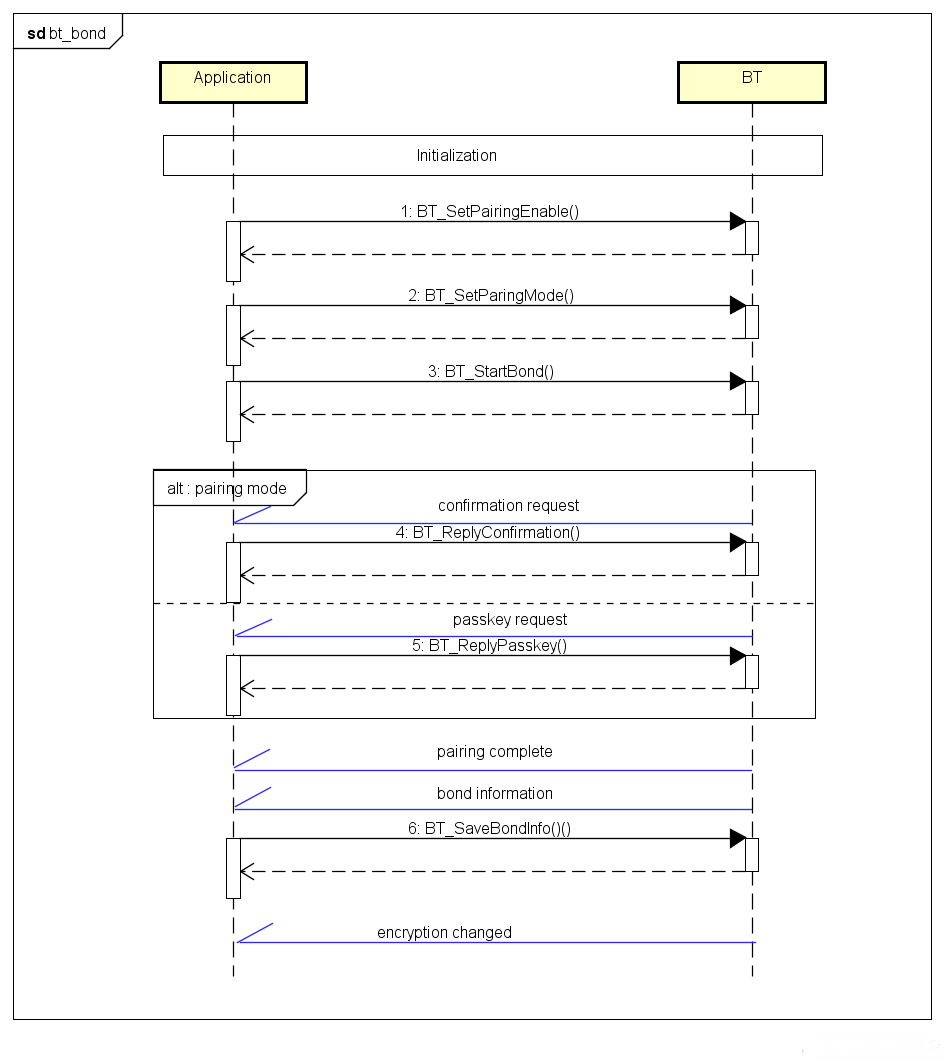 sd bt_bond
Application
BT
Initialization
1: BT_SetPairingEnable()
2: BT_SetParingMode()
3: BT_StartBond()
alt : pairing mode
confirmation request
4: BT_ReplyConfirmation()
passkey request
5: BT_ReplyPasskey()
pairing complete
bond information
6: BT_SaveBondInfo()()
encryption changed